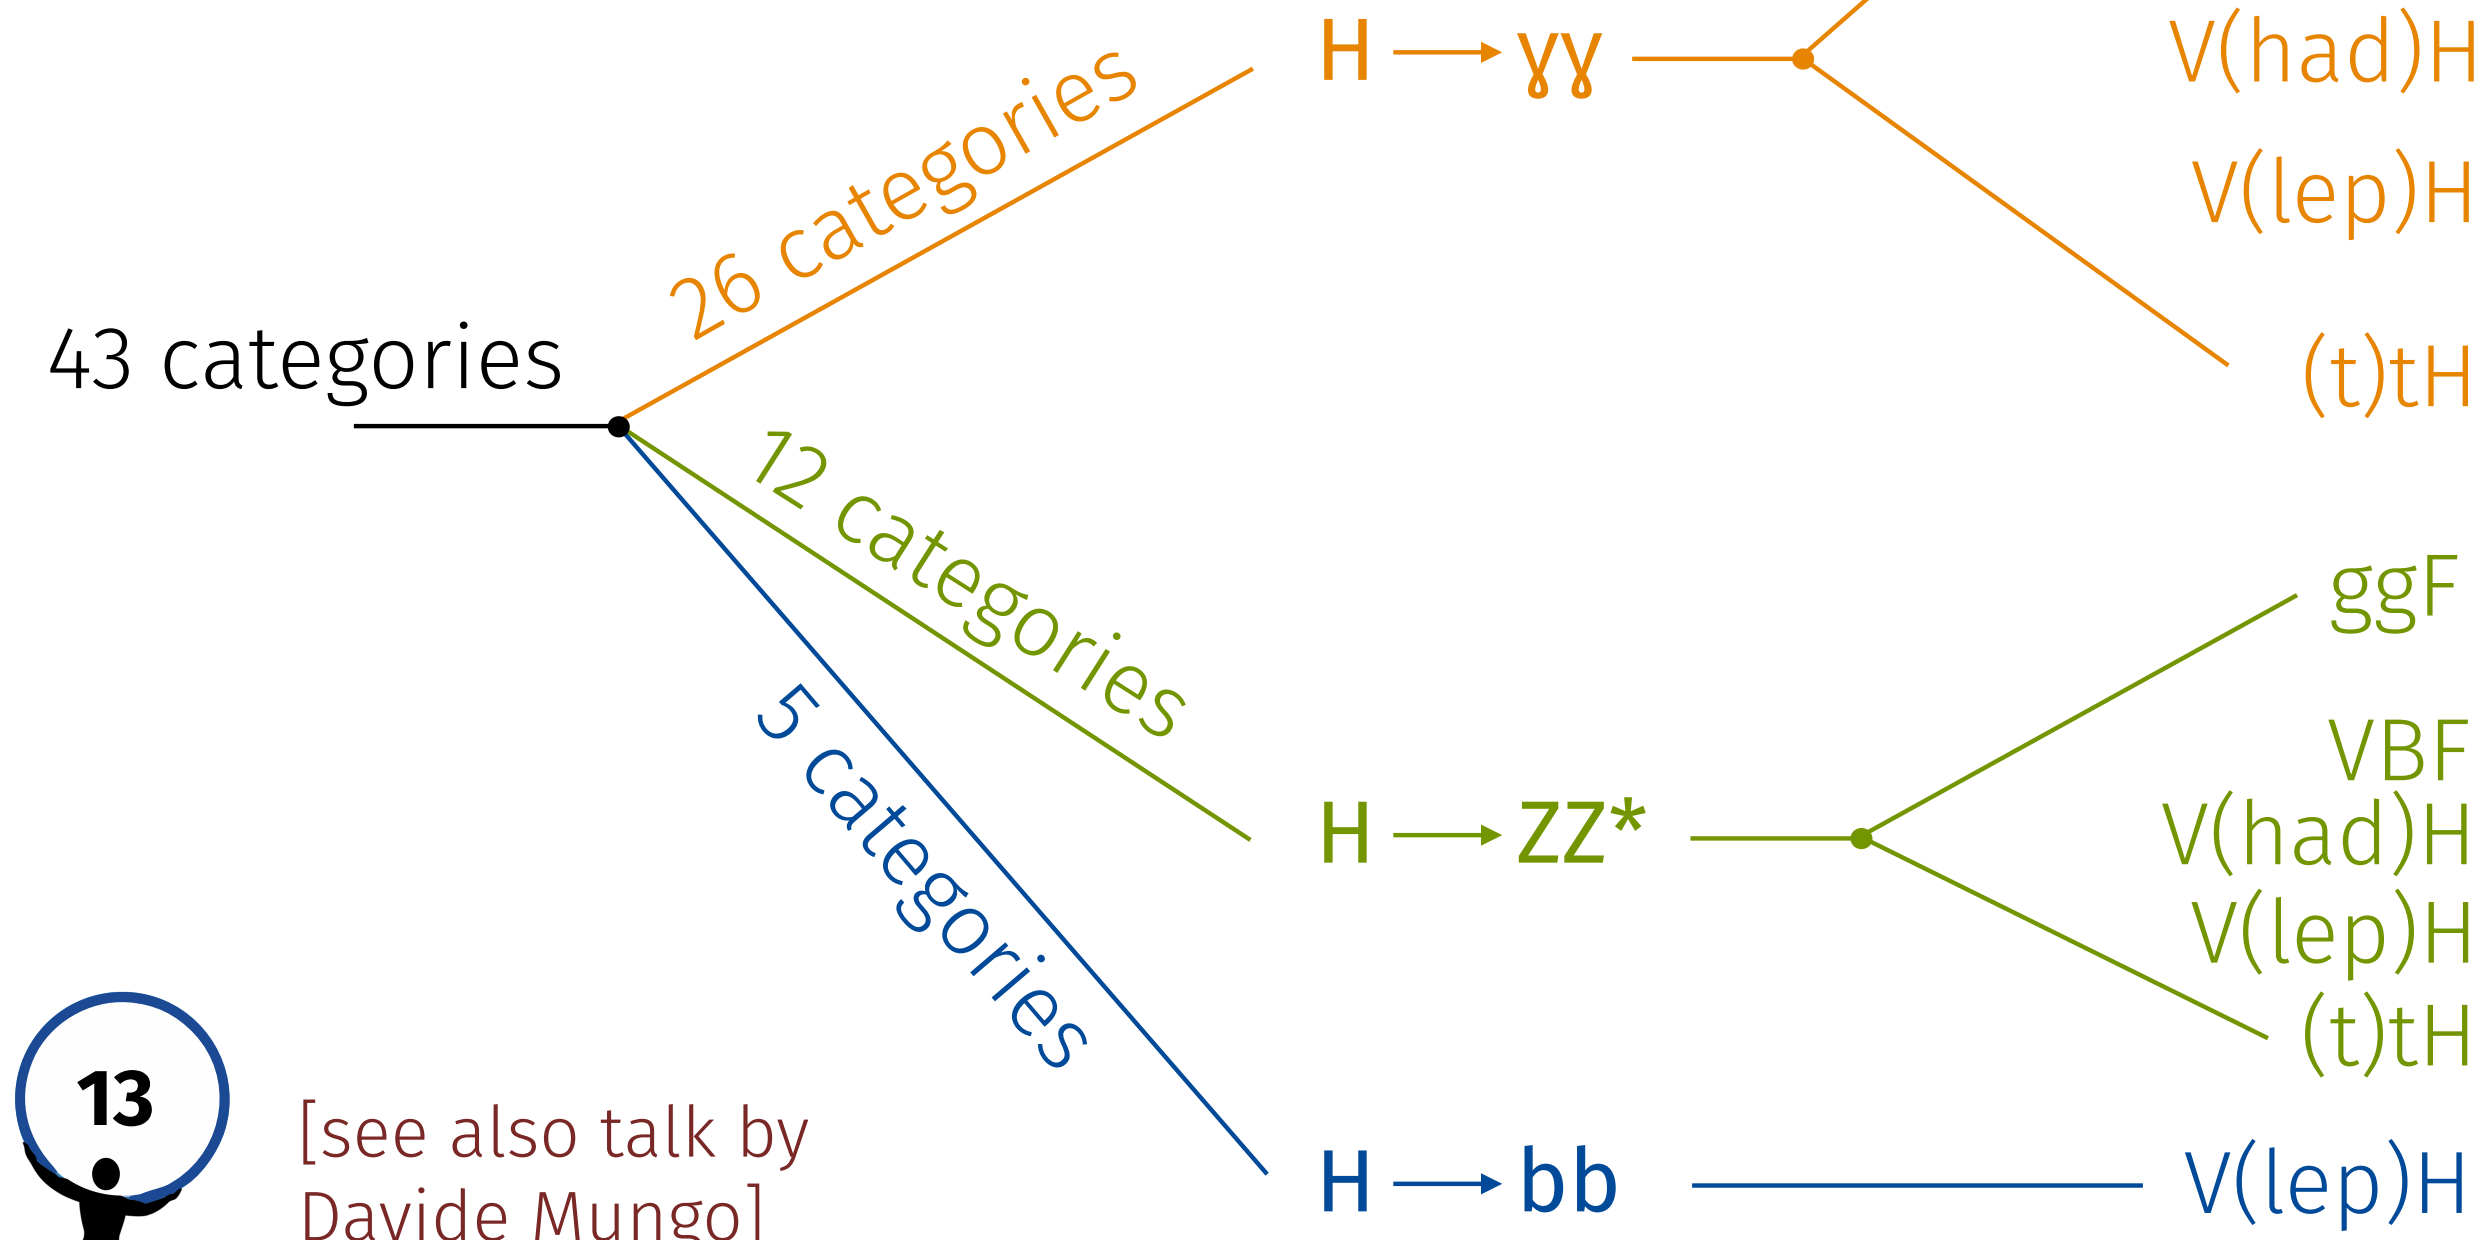 43 categories
26 categories
H → γγ
V(had)H
V(lep)H
(t)tH
12 categories
H → ZZ*
ggF
VBF
V(had)H
V(lep)H
(t)tH
5 categories
H → bb
V(lep)H
13
[see also talk by
Davide Mungo]